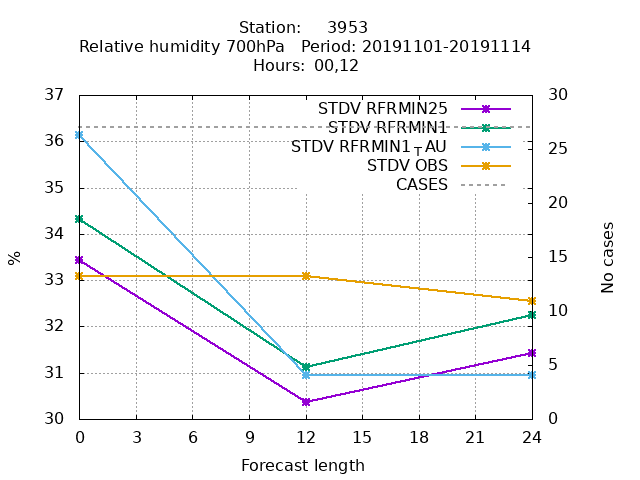 Station: 3953
Relative humidity 700hPa Period: 20191101-20191114
Hours: 00,12
37
36
35
34
33
32
31
30
%
30
25
20
15
10
5
0
No cases
STDV RFRMIN25
STDV RFRMIN1
STDV RFRMIN1TAU
STDV OBS
CASES
0 3 6 9 12 15 18 21 24
Forecast length